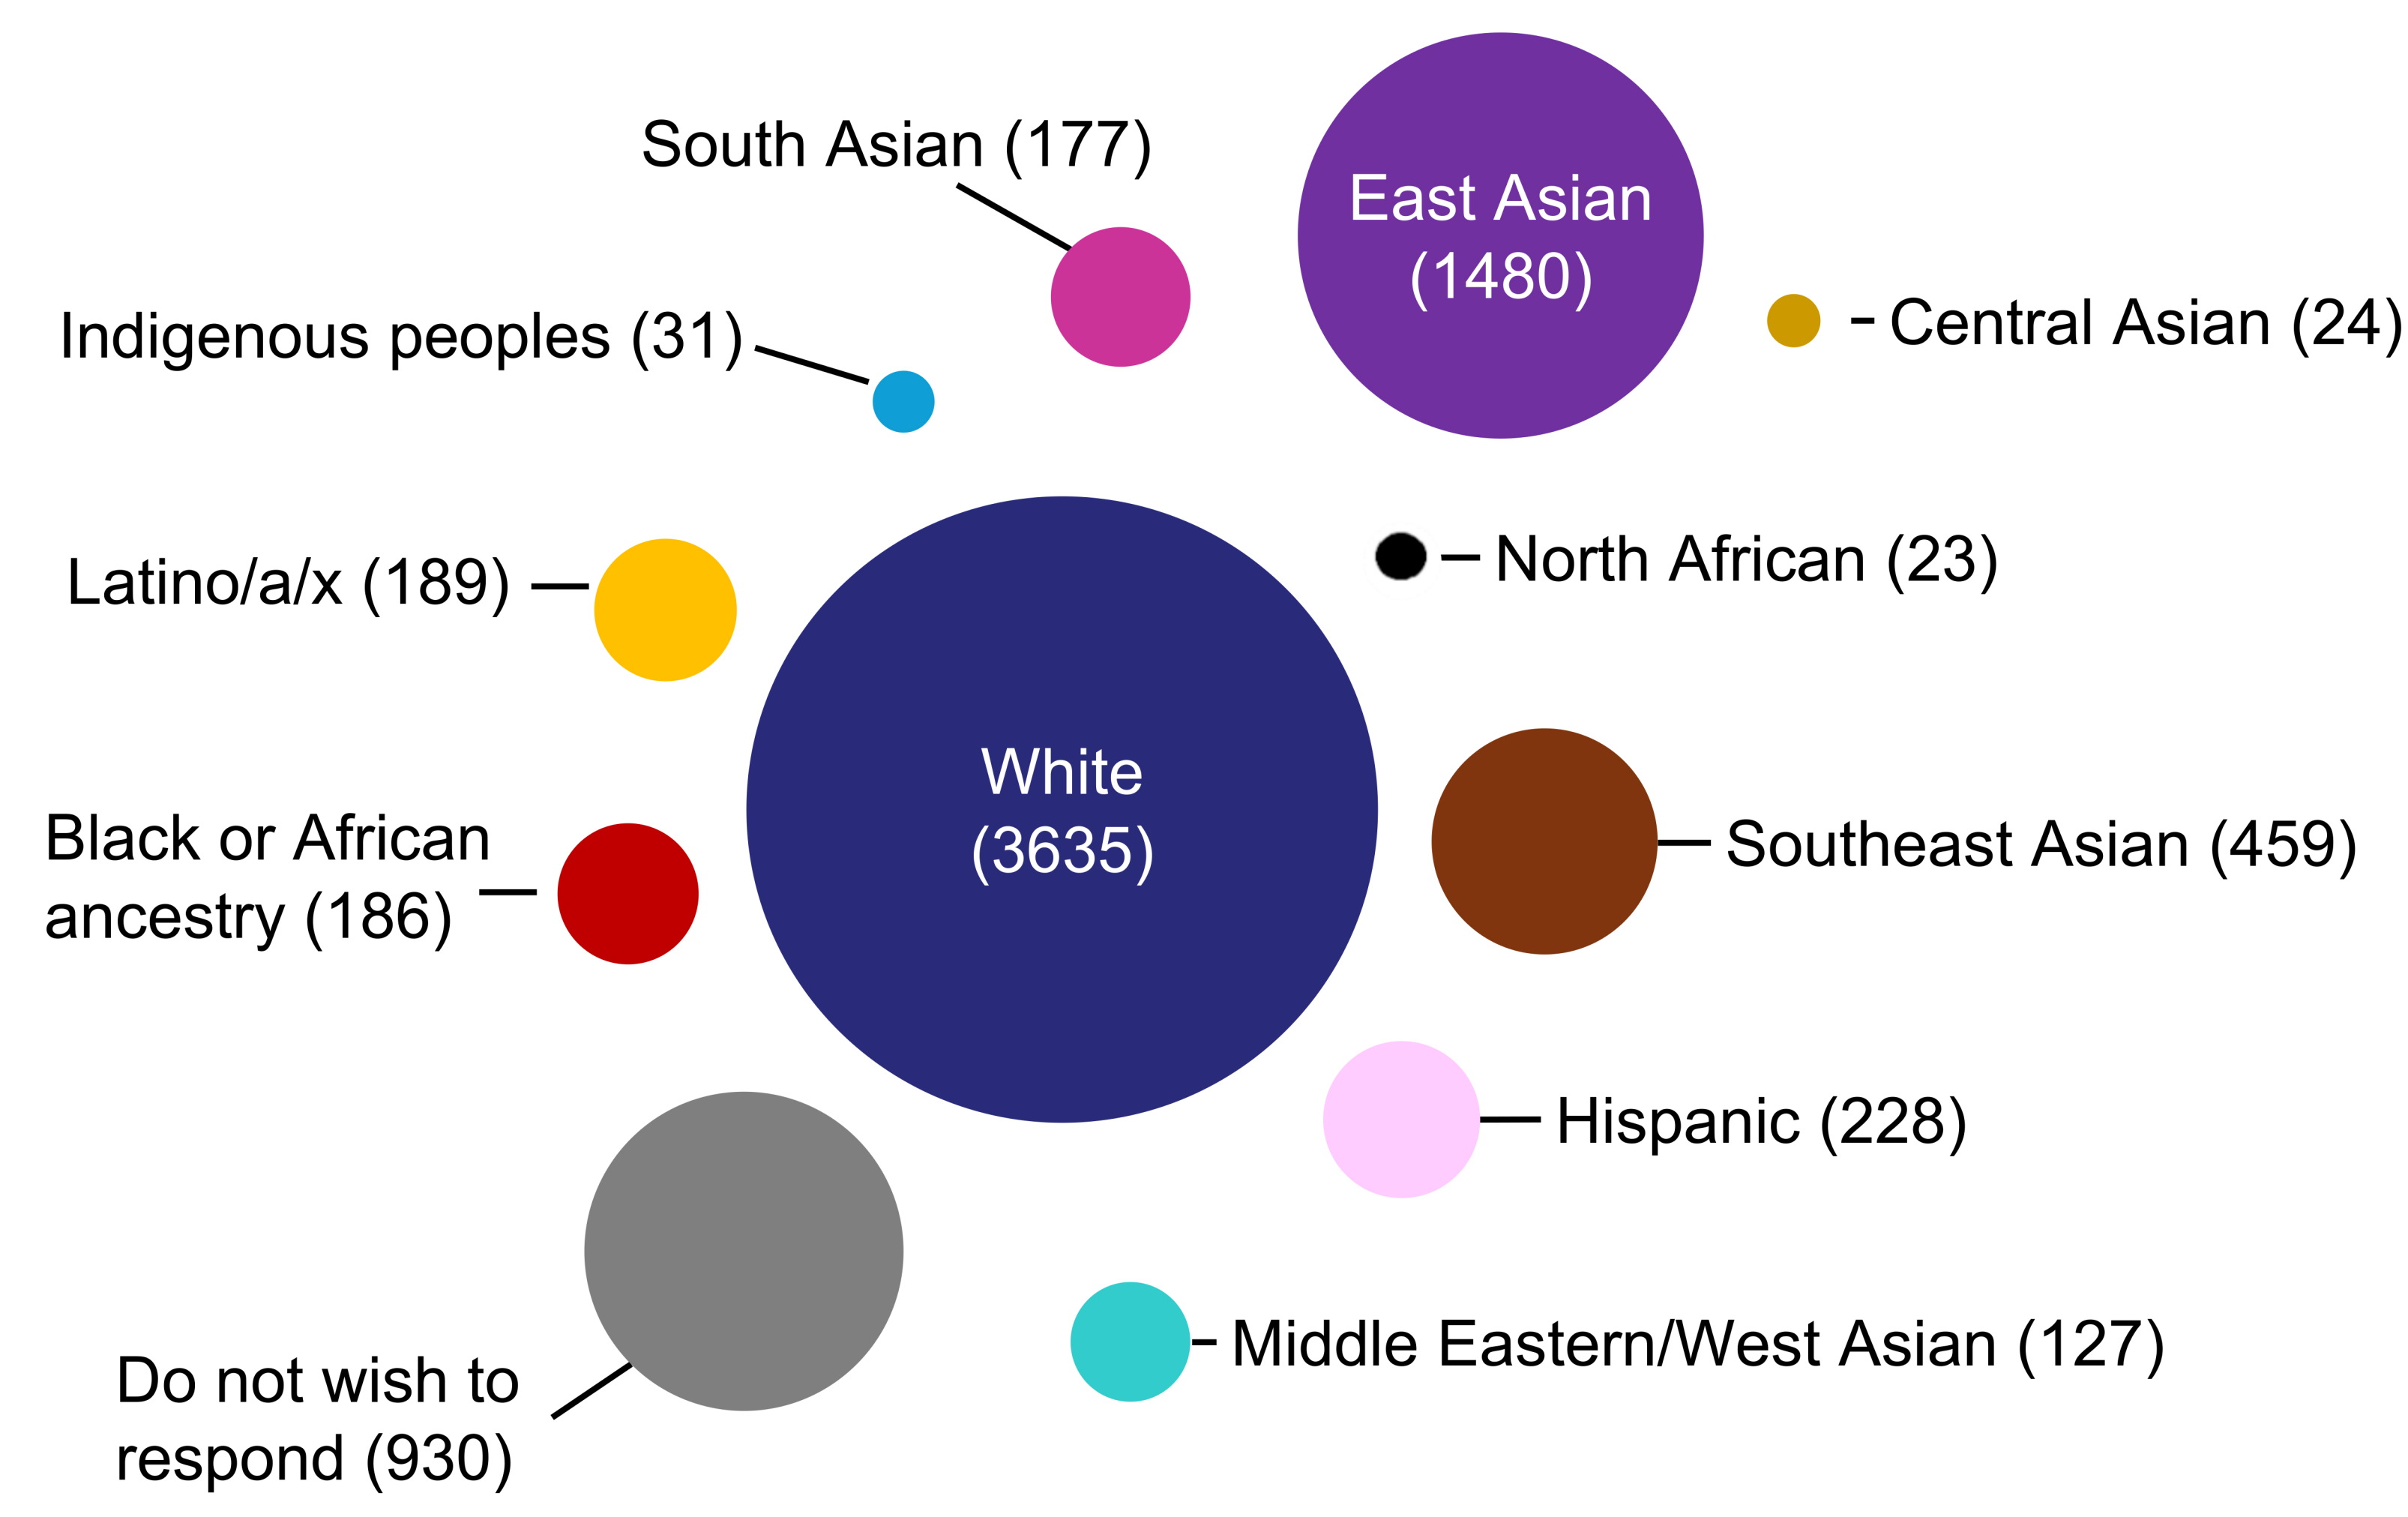 South Asian (177)
East Asian
(1480)
Indigenous peoples (31)
Central Asian (24)
Latino/a/x (189)
North African (23)
White
(3635)
Black or African
ancestry (186)
Southeast Asian (459)
Hispanic (228)
Middle Eastern/West Asian (127)
Do not wish to
respond (930)